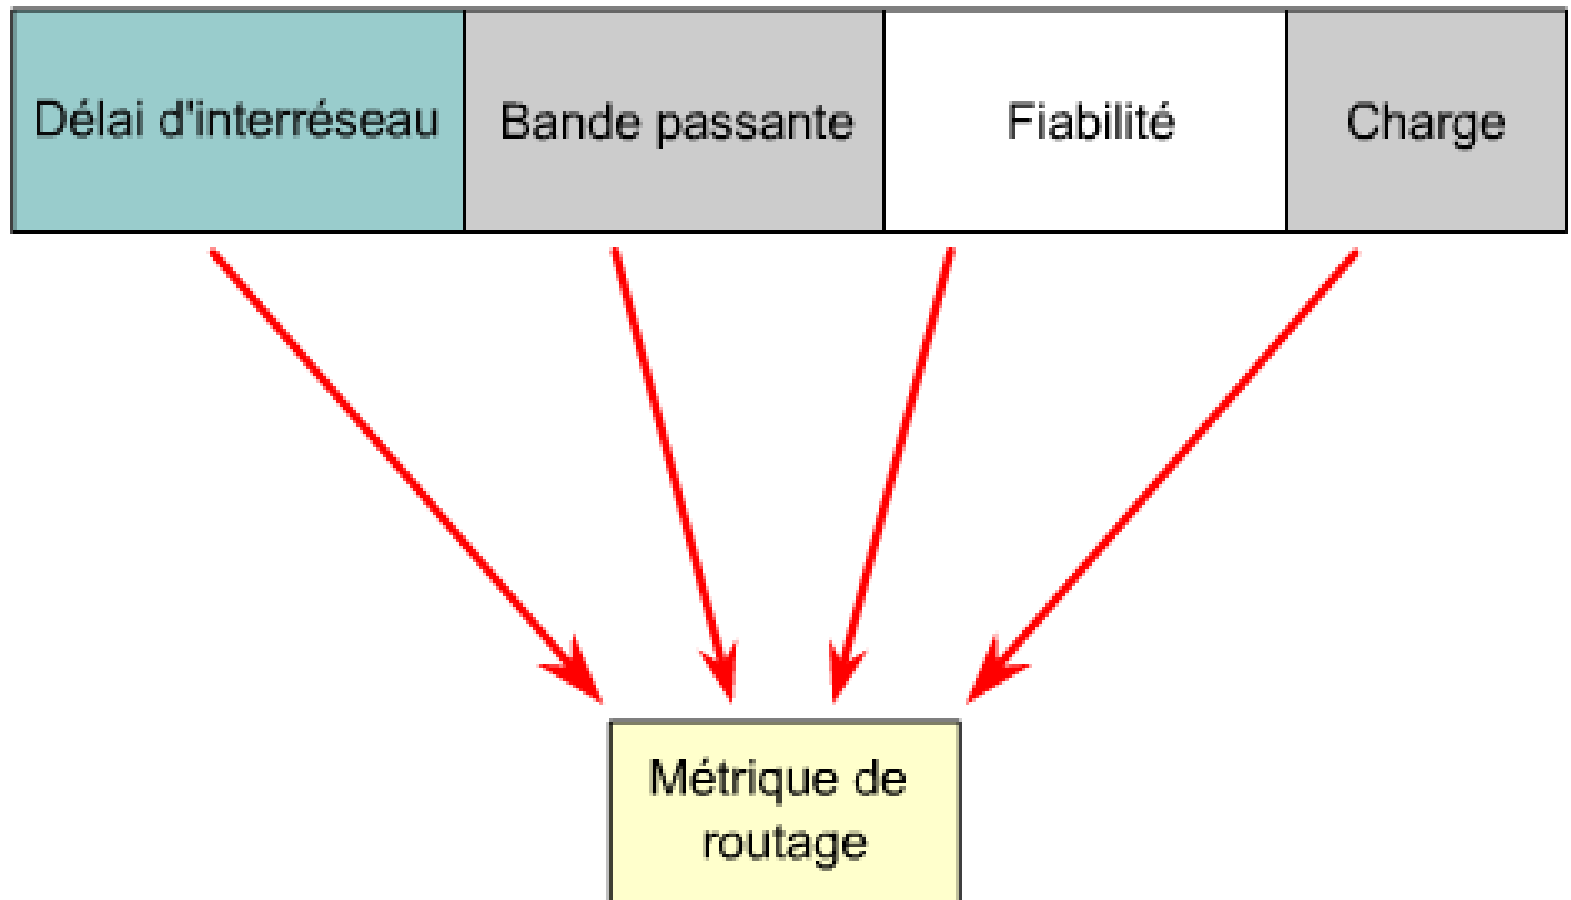 Délai d'interréseau
Bande passante
Fiabilité
Charge
Métrique de
routage